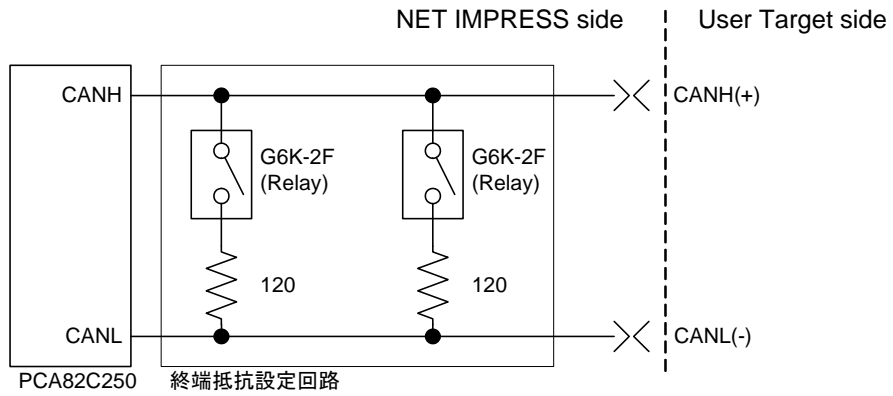 NET IMPRESS side
User Target side
CANH
CANH(+)
G6K-2F
(Relay)
G6K-2F
(Relay)
120
120
CANL
CANL(-)
PCA82C250
終端抵抗設定回路